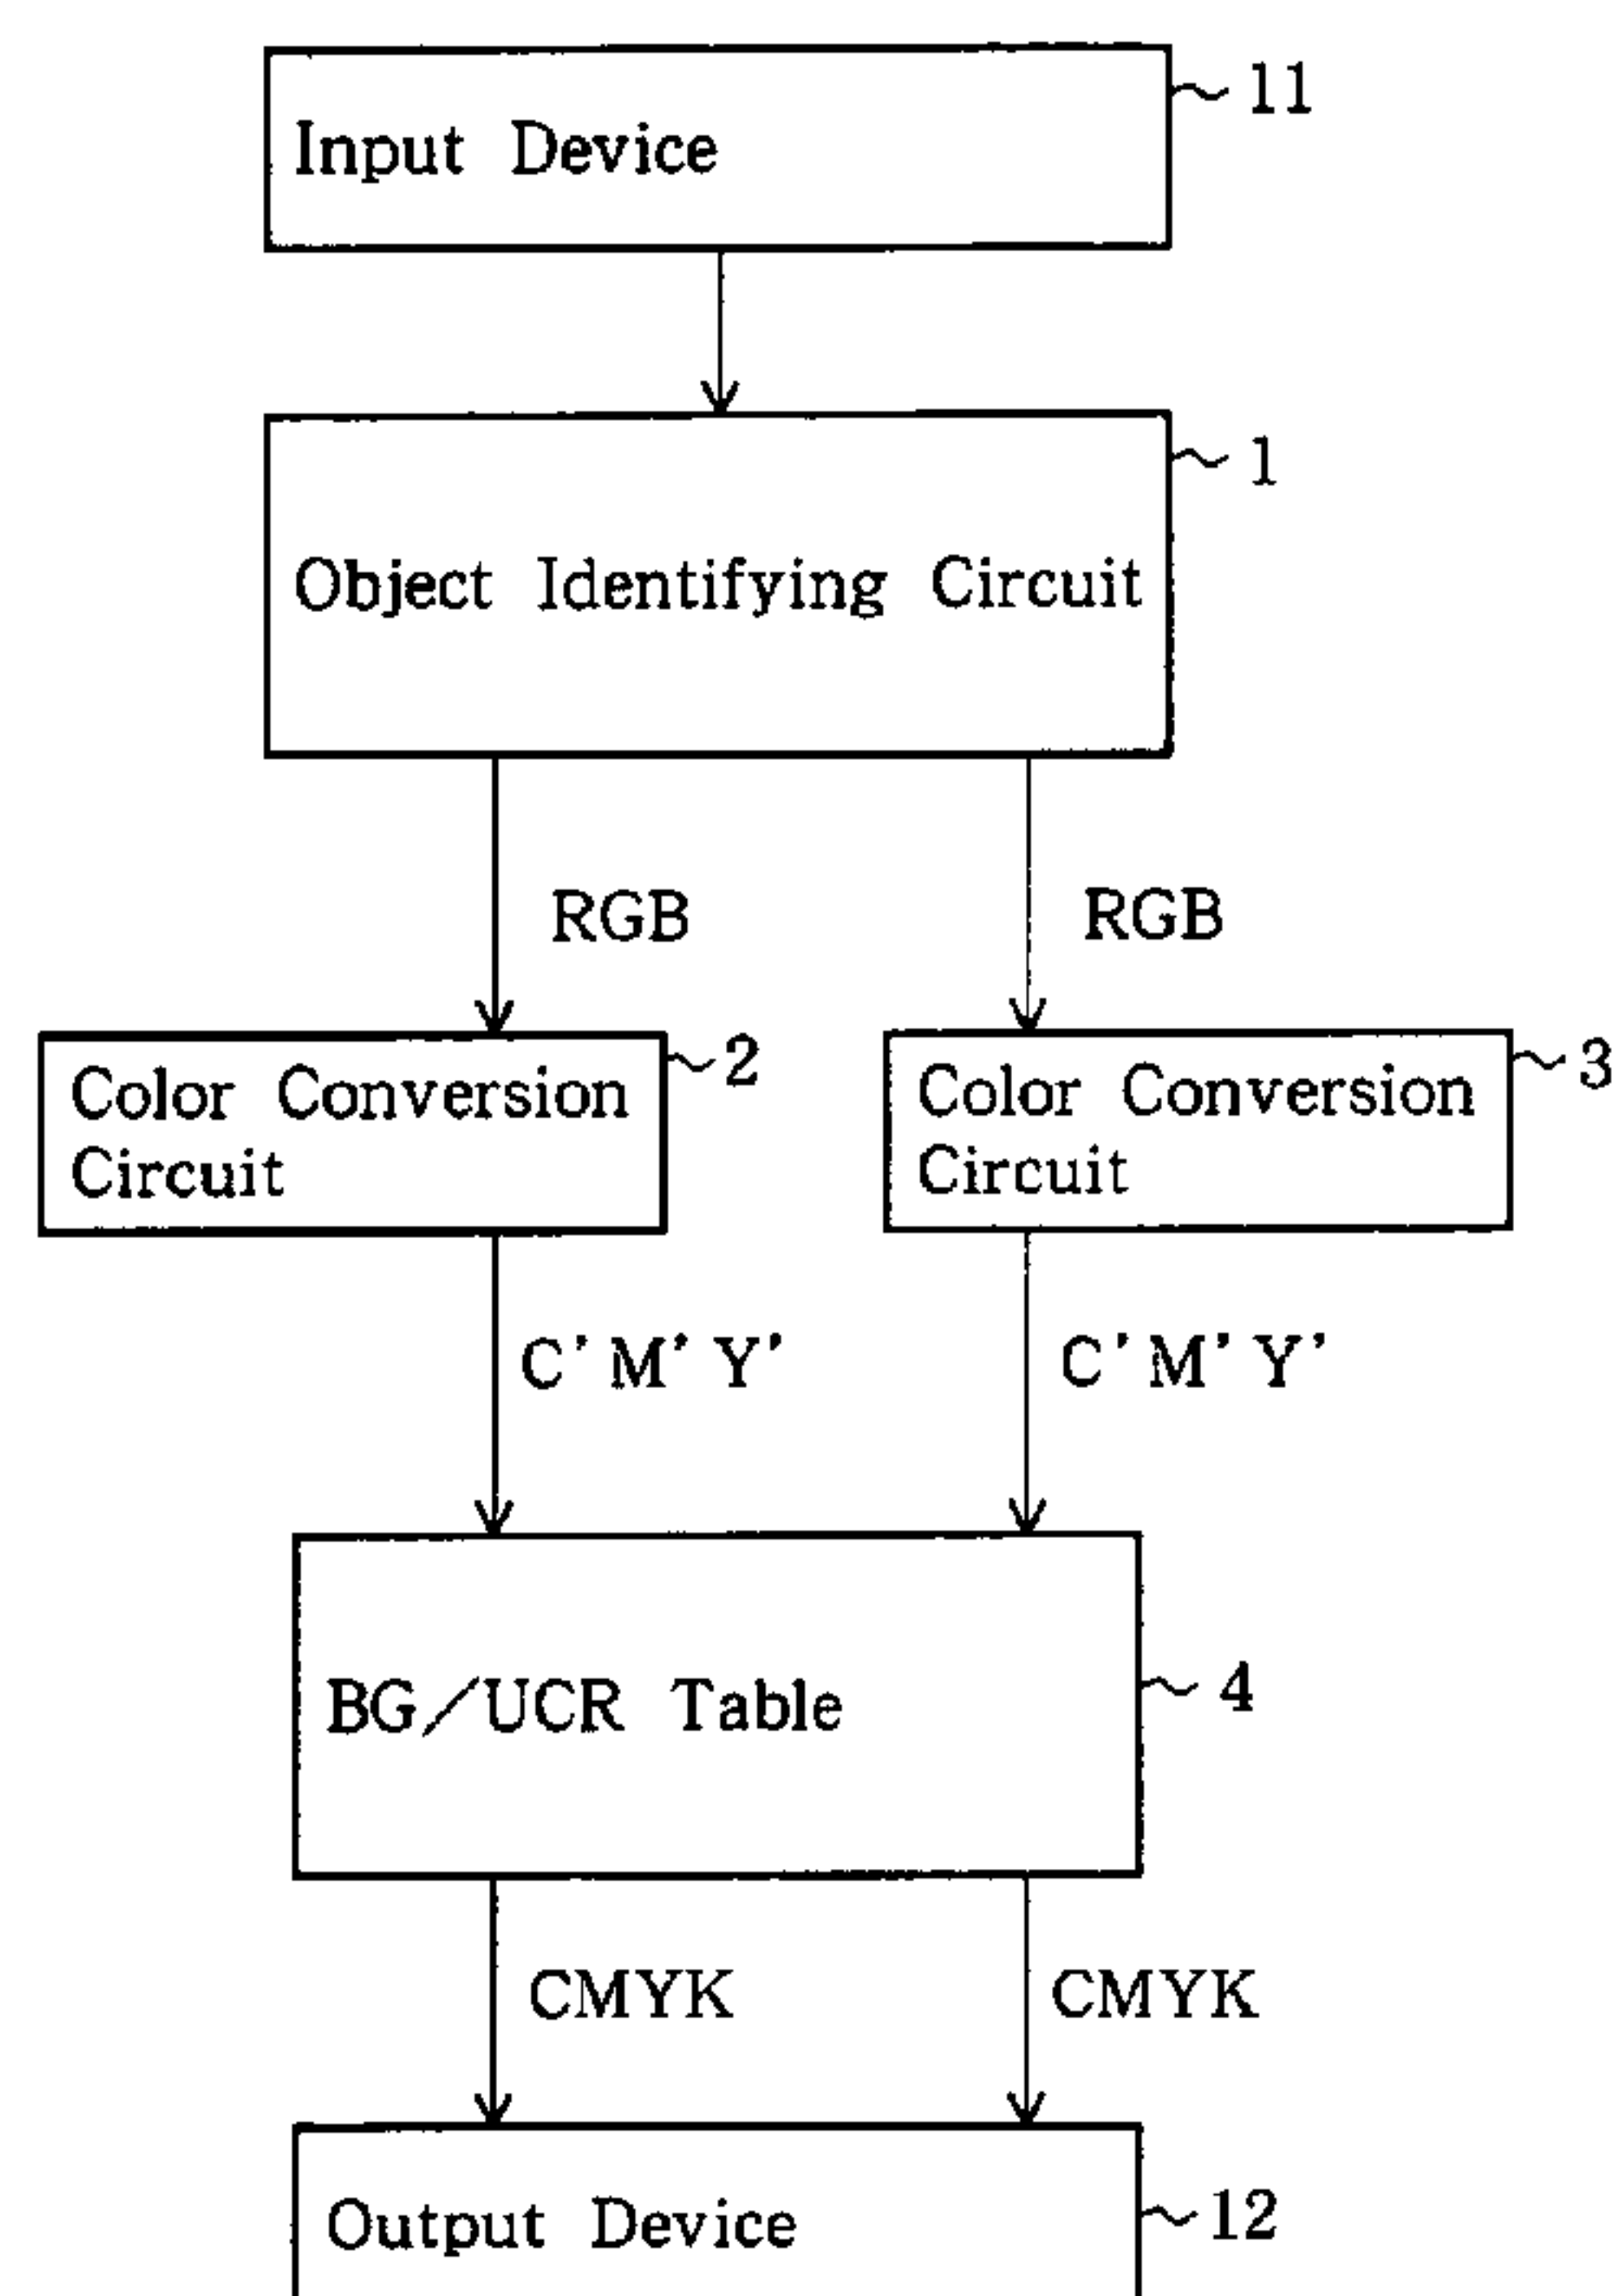 Input Device
11
Object Identifying Circuit
1
RGB
RGB
Color Conversion
Circuit
2
Color Conversion
Circuit
3
C'M'Y'
C'M'Y'
BG/UCR Table
4
CMYK
CMYK
Output Device
12